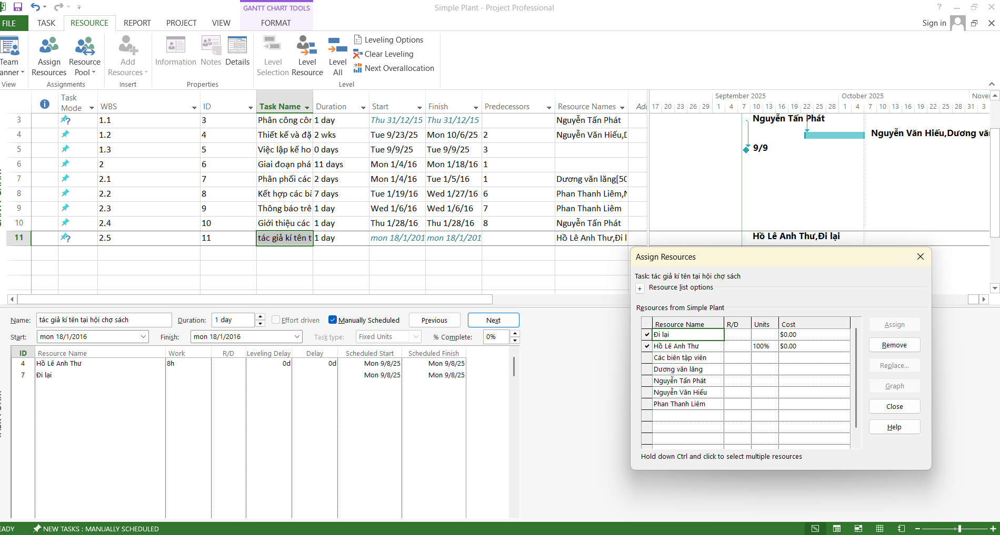 GANTT CHART TOOLS
Simple Plant - Project Professional
FILE TASK RESOURCE REPORT PROJECT VIEW FORMAT
Sign in
Team
anner
View
Assign
Resources
Resource
Pool
Assignments
Add
Resources
Insert
Information
Notes
Details
Properties
Level
Selection
Level
Resource
Level
All
Leveling Options
Clear Leveling
Next Overallocation
Level
Task
Mode WBS ID Task Name Duration Start Finish Predecessors Resource Names Add
September 2025 October 2025 Nover
17 20 23 26 29 1 4 7 10 13 16 19 22 25 28 1 4 7 10 13 16 19 22 25 28 31 3
3 1.1 3 Phân công côn 1 day Thu 31/12/15 Thu 31/12/15 Nguyễn Tấn Phát
4 1.2 4 Thiết kế và đặ 2 wks Tue 9/23/25 Mon 10/6/25 2 Nguyễn Văn Hiếu,D
5 1.3 5 Việc lập kế ho 0 days Tue 9/9/25 Tue 9/9/25 3
6 2 6 Giai đoạn phá 11 days Mon 1/4/16 Mon 1/18/16 1
7 2.1 7 Phân phối các 2 days Mon 1/4/16 Tue 1/5/16 1 Dương văn lăng[50
8 2.2 8 Kết hợp các bà 7 days Tue 1/19/16 Wed 1/27/16 6 Phan Thanh Liêm,N
9 2.3 9 Thông báo trê 1 day Wed 1/6/16 Wed 1/6/16 7 Phan Thanh Liêm
10 2.4 10 Giới thiệu các 1 day Thu 1/28/16 Thu 1/28/16 8 Nguyễn Tấn Phát
11 2.5 11 tác giả kí tên t 1 day mon 18/1/201 mon 18/1/201 Hồ Lê Anh Thư,Đi l
Nguyễn Tấn Phát
Nguyễn Văn Hiếu,Dương văn
9/9
Hồ Lê Anh Thư,Đi lại
Name: tác giả kí tên tại hội chợ sách Duration: 1 day Effort driven Manually Scheduled Previous Next
Start: mon 18/1/2016 Finish: mon 18/1/2016 Task type: Fixed Units % Complete: 0%
ID Resource Name Work R/D Leveling Delay Delay Scheduled Start Scheduled Finish
4 Hồ Lê Anh Thư 8h 0d 0d Mon 9/8/25 Mon 9/8/25
7 Đi lại Mon 9/8/25 Mon 9/8/25
Assign Resources
Task: tác giả kí tên tại hội chợ sách
+ Resource list options
Resources from Simple Plant
Resource Name R/D Units Cost
Đi lại $0.00
Hồ Lê Anh Thư 100% $0.00
Các biên tập viên
Dương văn lăng
Nguyễn Tấn Phát
Nguyễn Văn Hiếu
Phan Thanh Liêm
Assign
Remove
Replace...
Graph
Close
Help
Hold down Ctrl and click to select multiple resources
EADY NEW TASKS : MANUALLY SCHEDULED